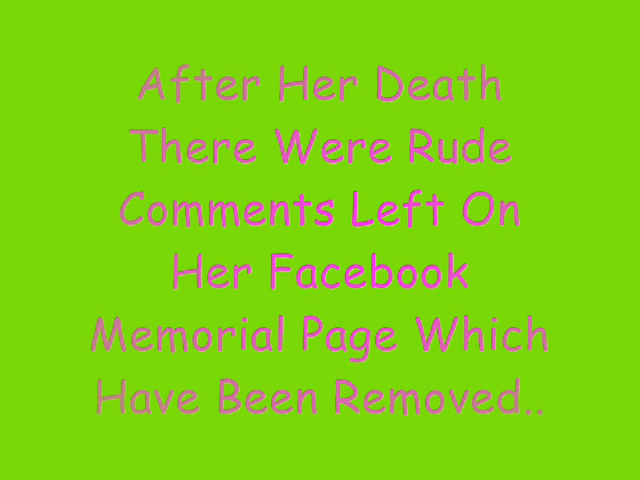 After Her Death
There Were Rude
Comments Left On
Her Facebook
Memorial Page Which
Have Been Removed..